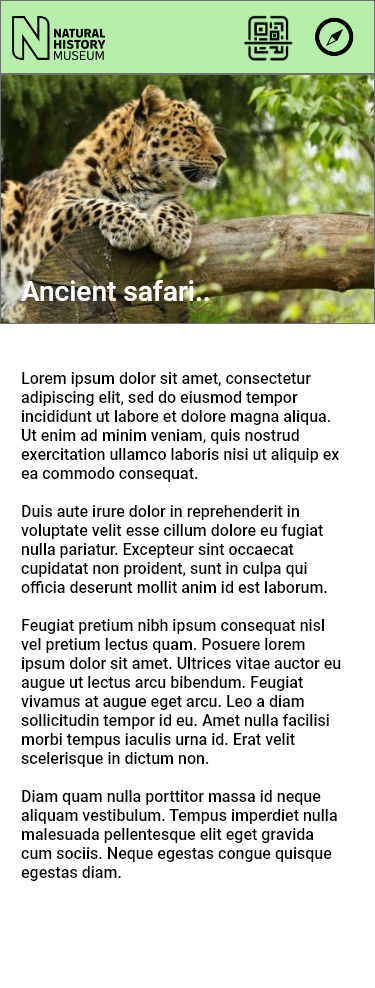 NATURAL
HISTORY
MUSEUM
Ancient safari..
Lorem ipsum dolor sit amet, consectetur
adipiscing elit, sed do eiusmod tempor
incididunt ut labore et dolore magna aliqua.
Ut enim ad minim veniam, quis nostrud
exercitation ullamco laboris nisi ut aliquip ex
ea commodo consequat.
Duis aute irure dolor in reprehenderit in
voluptate velit esse cillum dolore eu fugiat
nulla pariatur. Excepteur sint occaecat
cupidatat non proident, sunt in culpa qui
officia deserunt mollit anim id est laborum.
Feugiat pretium nibh ipsum consequat nisl
vel pretium lectus quam. Posuere lorem
ipsum dolor sit amet. Ultrices vitae auctor eu
augue ut lectus arcu bibendum. Feugiat
vivamus at augue eget arcu. Leo a diam
sollicitudin tempor id eu. Amet nulla facilisi
morbi tempus iaculis urna id. Erat velit
scelerisque in dictum non.
Diam quam nulla porttitor massa id neque
aliquam vestibulum. Tempus imperdiet nulla
malesuada pellentesque elit eget gravida
cum sociis. Neque egestas congue quisque
egestas diam.